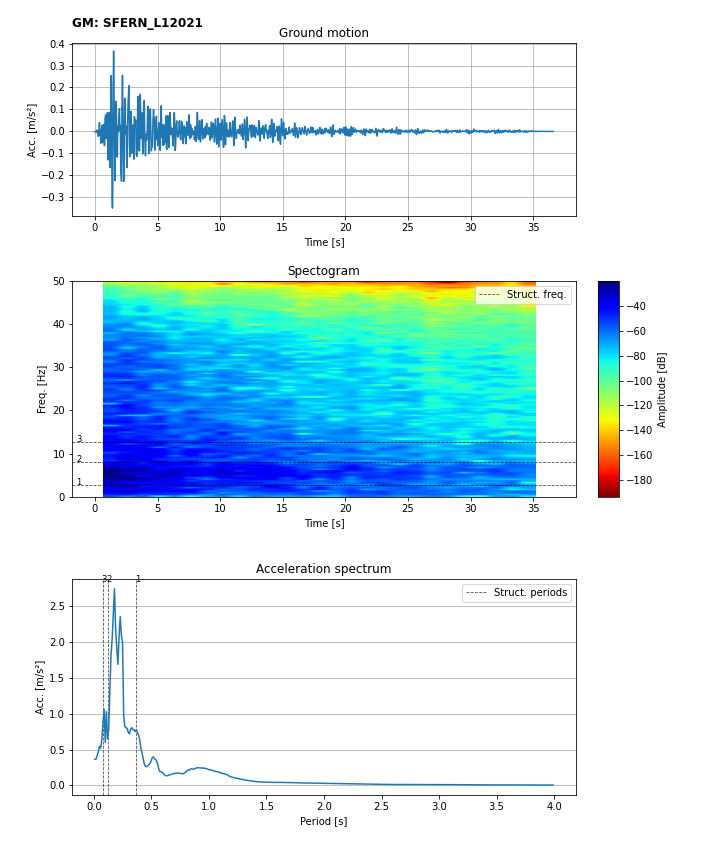 GM: SFERN_L12021
Ground motion
0.4
0.3
0.2
0.1
0.0
−0.1
−0.2
−0.3
Acc. [m/s²]
0 5 10 15 20 25 30 35
Time [s]
Spectogram
50
40
30
20
10
0
Freq. [Hz]
Struct. freq.
3
2
1
0 5 10 15 20 25 30 35
Time [s]
−40
−60
−80
−100
−120
−140
−160
−180
Amplitude [dB]
Acceleration spectrum
3 2 1
Struct. periods
2.5
2.0
1.5
1.0
0.5
0.0
Acc. [m/s²]
0.0 0.5 1.0 1.5 2.0 2.5 3.0 3.5 4.0
Period [s]